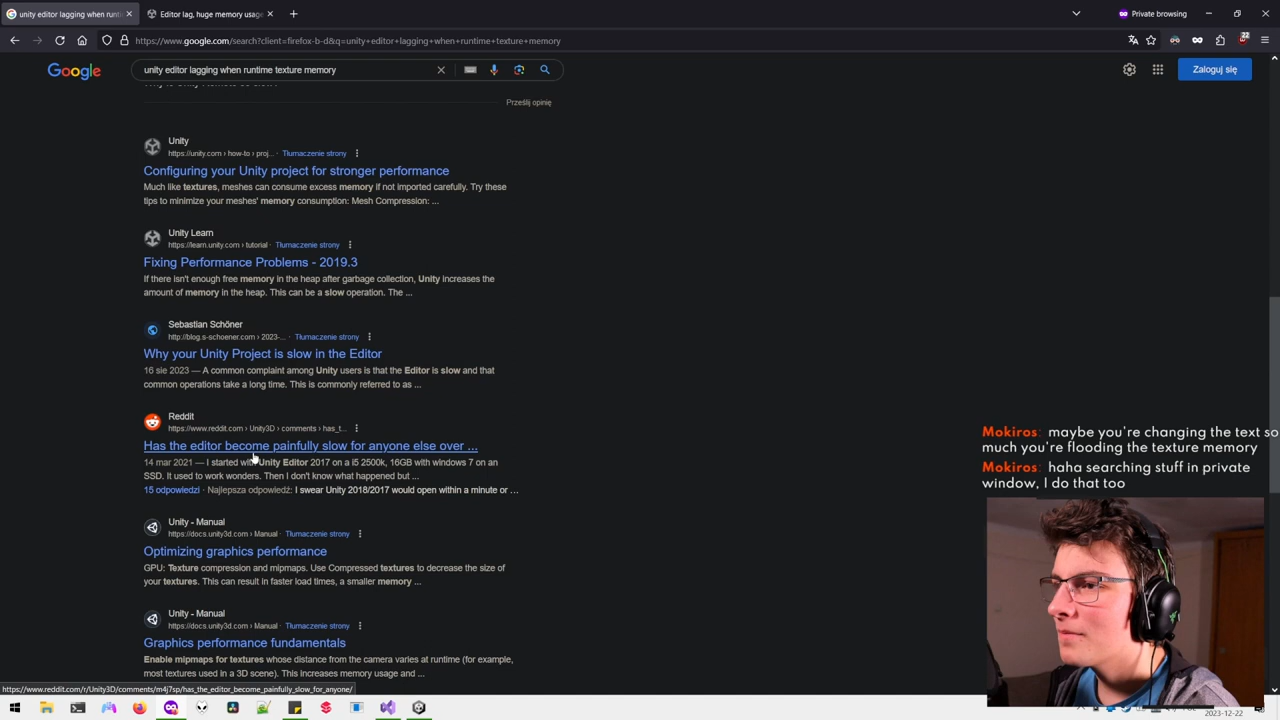 unity editor lagging when runti
Editor lag, huge memory usage
Private browsing
https://www.google.com/search?client=firefox-b-d&q=unity+editor+lagging+when+runtime+texture+memory
22
Google
unity editor lagging when runtime texture memory
Zaloguj się
Prześlij opinię
Unity
https://unity.com › how-to › proj... · Tłumaczenie strony
Configuring your Unity project for stronger performance
Much like textures, meshes can consume excess memory if not imported carefully. Try these
tips to minimize your meshes' memory consumption: Mesh Compression: ...
Unity Learn
https://learn.unity.com › tutorial · Tłumaczenie strony
Fixing Performance Problems - 2019.3
If there isn't enough free memory in the heap after garbage collection, Unity increases the
amount of memory in the heap. This can be a slow operation. The ...
Sebastian Schöner
http://blog.s-schoener.com › 2023-... · Tłumaczenie strony
Why your Unity Project is slow in the Editor
16 sie 2023 — A common complaint among Unity users is that the Editor is slow and that
common operations take a long time. This is commonly referred to as ...
Reddit
https://www.reddit.com › Unity3D › comments › has_t...
Has the editor become painfully slow for anyone else over ...
14 mar 2021 — I started with Unity Editor 2017 on a i5 2500k, 16GB with windows 7 on an
SSD. It used to work wonders. Then I don't know what happened but ...
15 odpowiedzi · Najlepsza odpowiedź: I swear Unity 2018/2017 would open within a minute or ...
Unity - Manual
https://docs.unity3d.com › Manual · Tłumaczenie strony
Optimizing graphics performance
GPU: Texture compression and mipmaps. Use Compressed textures to decrease the size of
your textures. This can result in faster load times, a smaller memory ...
Unity - Manual
https://docs.unity3d.com › Manual · Tłumaczenie strony
Graphics performance fundamentals
Enable mipmaps for textures whose distance from the camera varies at runtime (for example,
most textures used in a 3D scene). This increases memory usage and ...
https://www.reddit.com/r/Unity3D/comments/m4j7sp/has_the_editor_become_painfully_slow_for_anyone/
Mokiros: maybe you're changing the text so
much you're flooding the texture memory
Mokiros: haha searching stuff in private
window, I do that too
2023-12-22